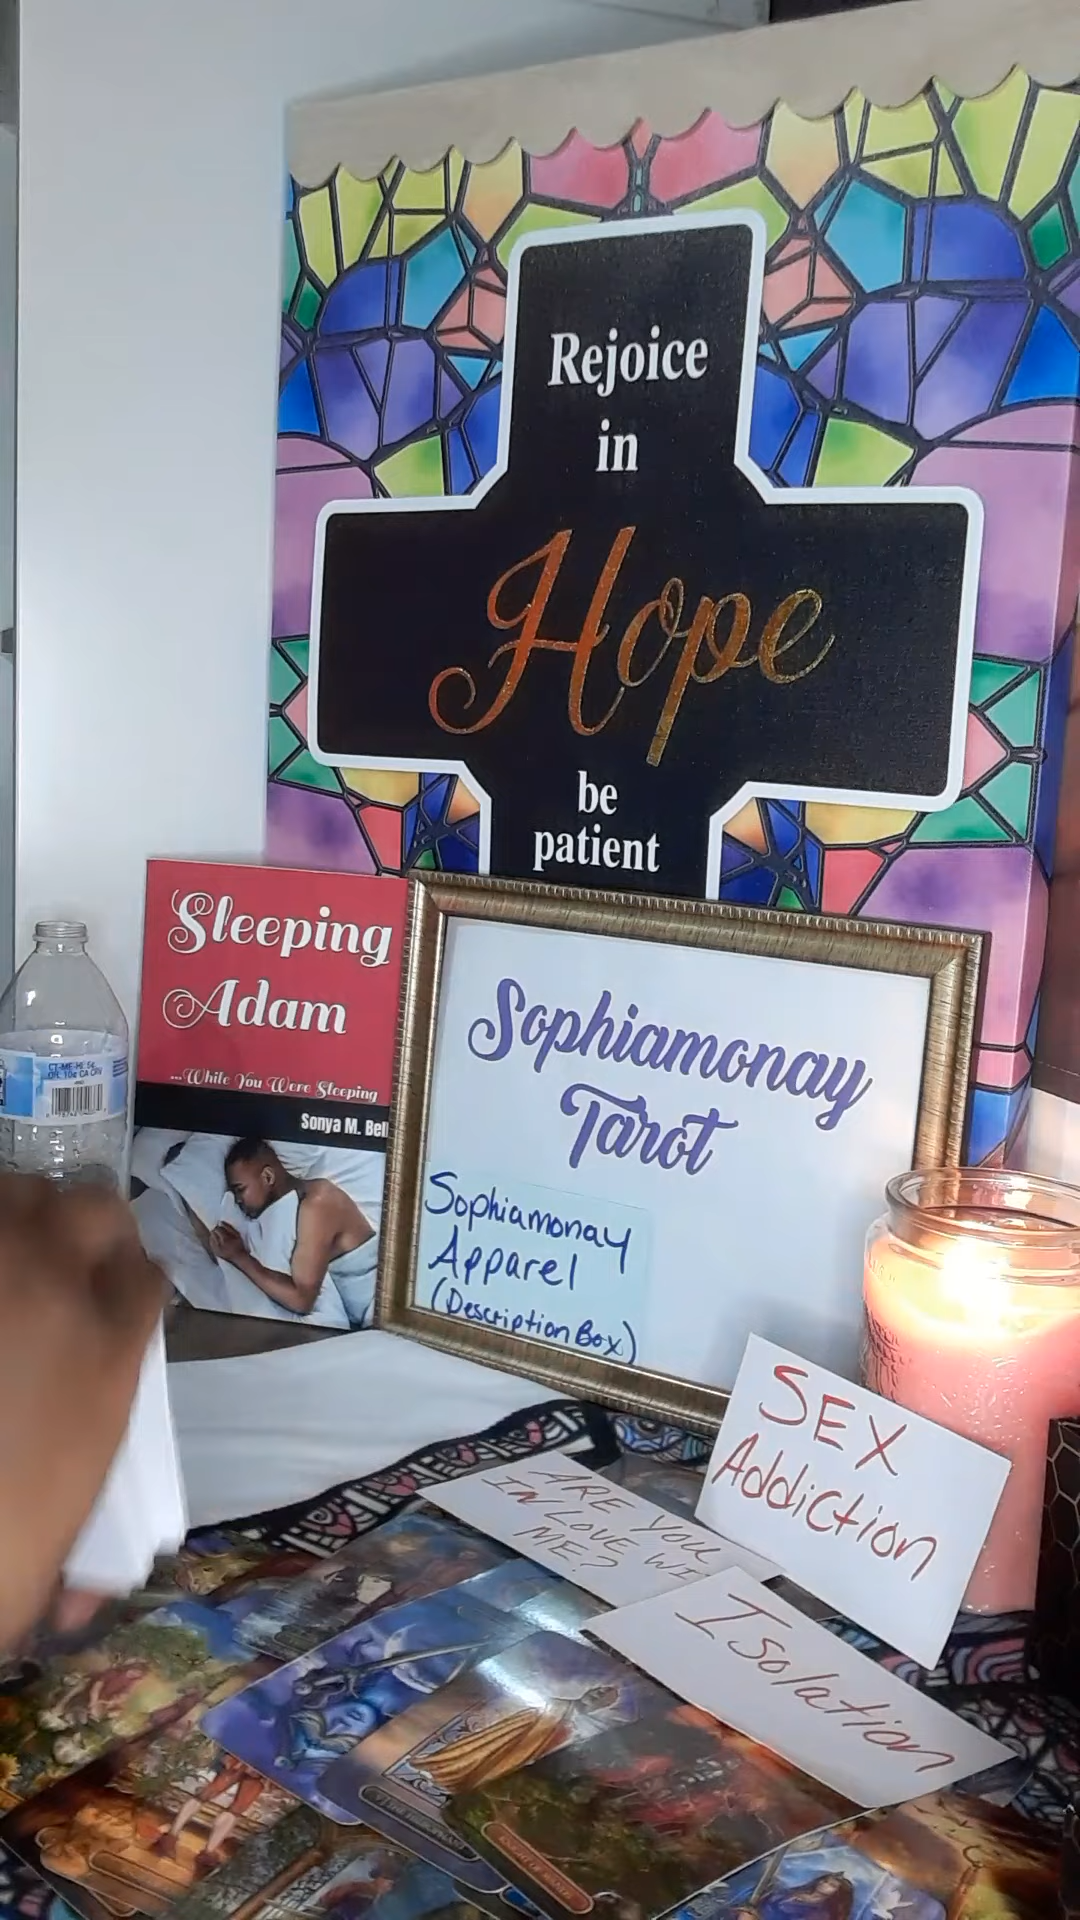 Rejoice
in
Hope
be
patient
Sleeping
Adam
...While You Were Sleeping
Sonya M. Bell
Sophiamonay
Tarot
Sophiamonay
Apparel
(Description Box)
SEX
Addiction
ARE YOU
IN LOVE WI
ME?
Isolation